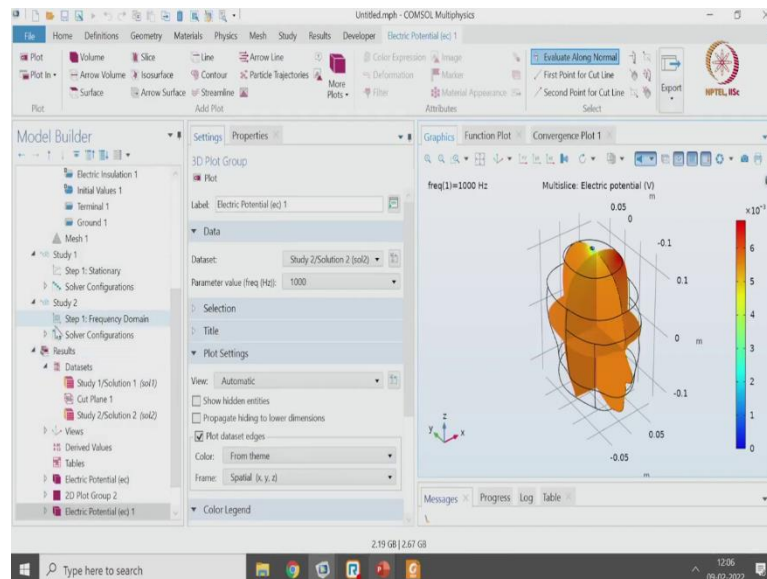 Untitled.mph - COMSOL Multiphysics
File Home Definitions Geometry Materials Physics Mesh Study Results Developer Electric Potential (ec) 1
Plot
Plot In
Volume
Arrow Volume
Surface
Slice
Isosurface
Arrow Surface
Line
Contour
Streamline
Arrow Line
Particle Trajectories
More
Plots
Color Expression
Deformation
Filter
Image
Marker
Material Appearance
Evaluate Along Normal
First Point for Cut Line
Second Point for Cut Line
Export
NPTEL, IISc
Plot
Add Plot
Attributes
Select
Export
Model Builder
Electric Insulation 1
Initial Values 1
Terminal 1
Ground 1
Mesh 1
Study 1
Step 1: Stationary
Solver Configurations
Study 2
Step 1: Frequency Domain
Solver Configurations
Results
Datasets
Study 1/Solution 1 (sol1)
Cut Plane 1
Study 2/Solution 2 (sol2)
Views
Derived Values
Tables
Electric Potential (ec)
2D Plot Group 2
Electric Potential (ec) 1
Settings Properties
3D Plot Group
Plot
Label: Electric Potential (ec) 1
Data
Dataset: Study 2/Solution 2 (sol2)
Parameter value (freq (Hz)): 1000
Selection
Title
Plot Settings
View: Automatic
Show hidden entities
Propagate hiding to lower dimensions
Plot dataset edges
Color: From theme
Frame: Spatial (x, y, z)
Color Legend
Graphics Function Plot Convergence Plot 1
freq(1)=1000 Hz Multislice: Electric potential (V)
m
0.05
0
-0.1
0.1
0
m
-0.1
0.05
-0.05
m
z
y
x
×10⁻³
6
5
4
3
2
1
0
Messages Progress Log Table
2.19 GB | 2.67 GB
Type here to search
12:06
09-02-2022